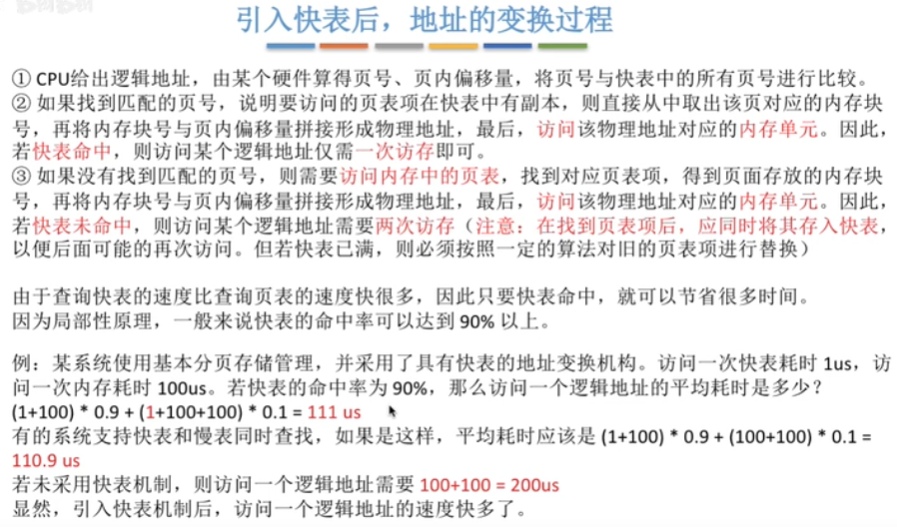 引入快表后，地址的变换过程
① CPU给出逻辑地址，由某个硬件算得页号、页内偏移量，将页号与快表中的所有页号进行比较。
② 如果找到匹配的页号，说明要访问的页表项在快表中有副本，则直接从中取出该页对应的内存块
号，再将内存块号与页内偏移量拼接形成物理地址，最后，访问该物理地址对应的内存单元。因此，
若快表命中，则访问某个逻辑地址仅需一次访存即可。
③ 如果没有找到匹配的页号，则需要访问内存中的页表，找到对应页表项，得到页面存放的内存块
号，再将内存块号与页内偏移量拼接形成物理地址，最后，访问该物理地址对应的内存单元。因此，
若快表未命中，则访问某个逻辑地址需要两次访存（注意：在找到页表项后，应同时将其存入快表，
以便后面可能的再次访问。但若快表已满，则必须按照一定的算法对旧的页表项进行替换）
由于查询快表的速度比查询页表的速度快很多，因此只要快表命中，就可以节省很多时间。
因为局部性原理，一般来说快表的命中率可以达到 90% 以上。
例：某系统使用基本分页存储管理，并采用了具有快表的地址变换机构。访问一次快表耗时 1us，访
问一次内存耗时 100us。若快表的命中率为 90%，那么访问一个逻辑地址的平均耗时是多少？
(1+100) * 0.9 + (1+100+100) * 0.1 = 111 us
有的系统支持快表和慢表同时查找，如果是这样，平均耗时应该是 (1+100) * 0.9 + (100+100) * 0.1 =
110.9 us
若未采用快表机制，则访问一个逻辑地址需要 100+100 = 200us
显然，引入快表机制后，访问一个逻辑地址的速度快多了。